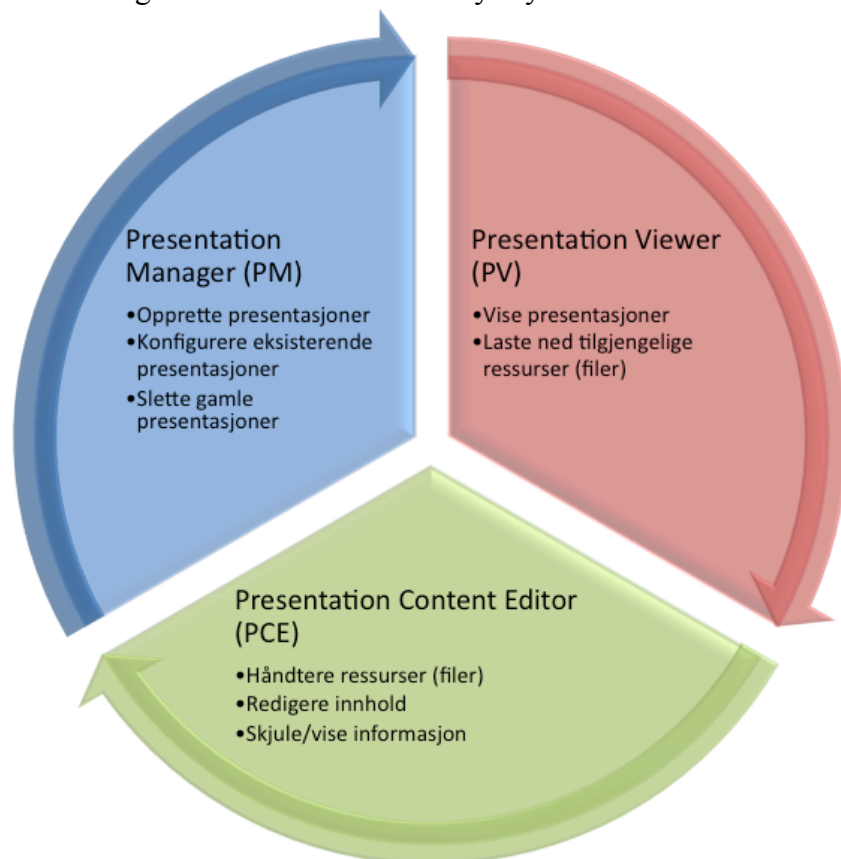 Presentation
Manager (PM)
•Opprette presentasjoner
•Konfigurere eksisterende
presentasjoner
•Slette gamle
presentasjoner
Presentation Viewer
(PV)
•Vise presentasjoner
•Laste ned tilgjengelige
ressurser (filer)
Presentation Content Editor
(PCE)
•Håndtere ressurser (filer)
•Redigere innhold
•Skjule/vise informasjon